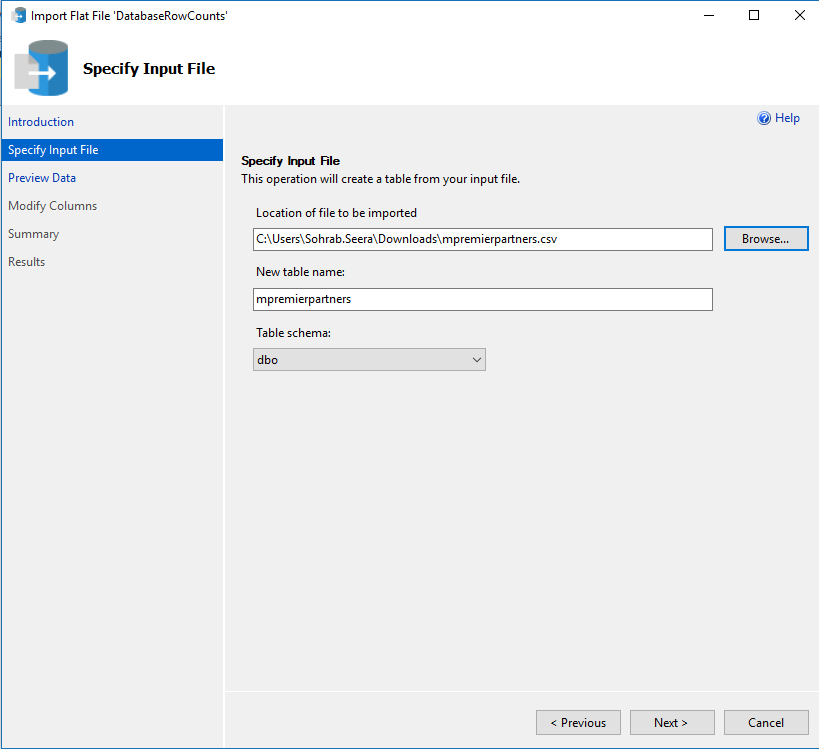 Import Flat File 'DatabaseRowCounts'
Specify Input File
Introduction
Specify Input File
Preview Data
Modify Columns
Summary
Results
Help
Specify Input File
This operation will create a table from your input file.
Location of file to be imported
C:\Users\Sohrab.Seera\Downloads\mpremierpartners.csv
Browse...
New table name:
mpremierpartners
Table schema:
dbo
< Previous
Next >
Cancel